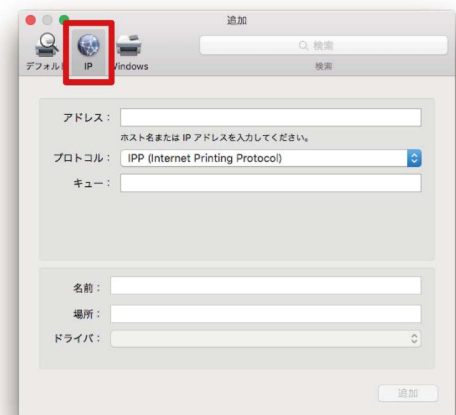 追加
デフォルト IP Windows
検索
検索
アドレス：
ホスト名または IP アドレスを入力してください。
プロトコル： IPP (Internet Printing Protocol)
キュー：
名前：
場所：
ドライバ：
追加